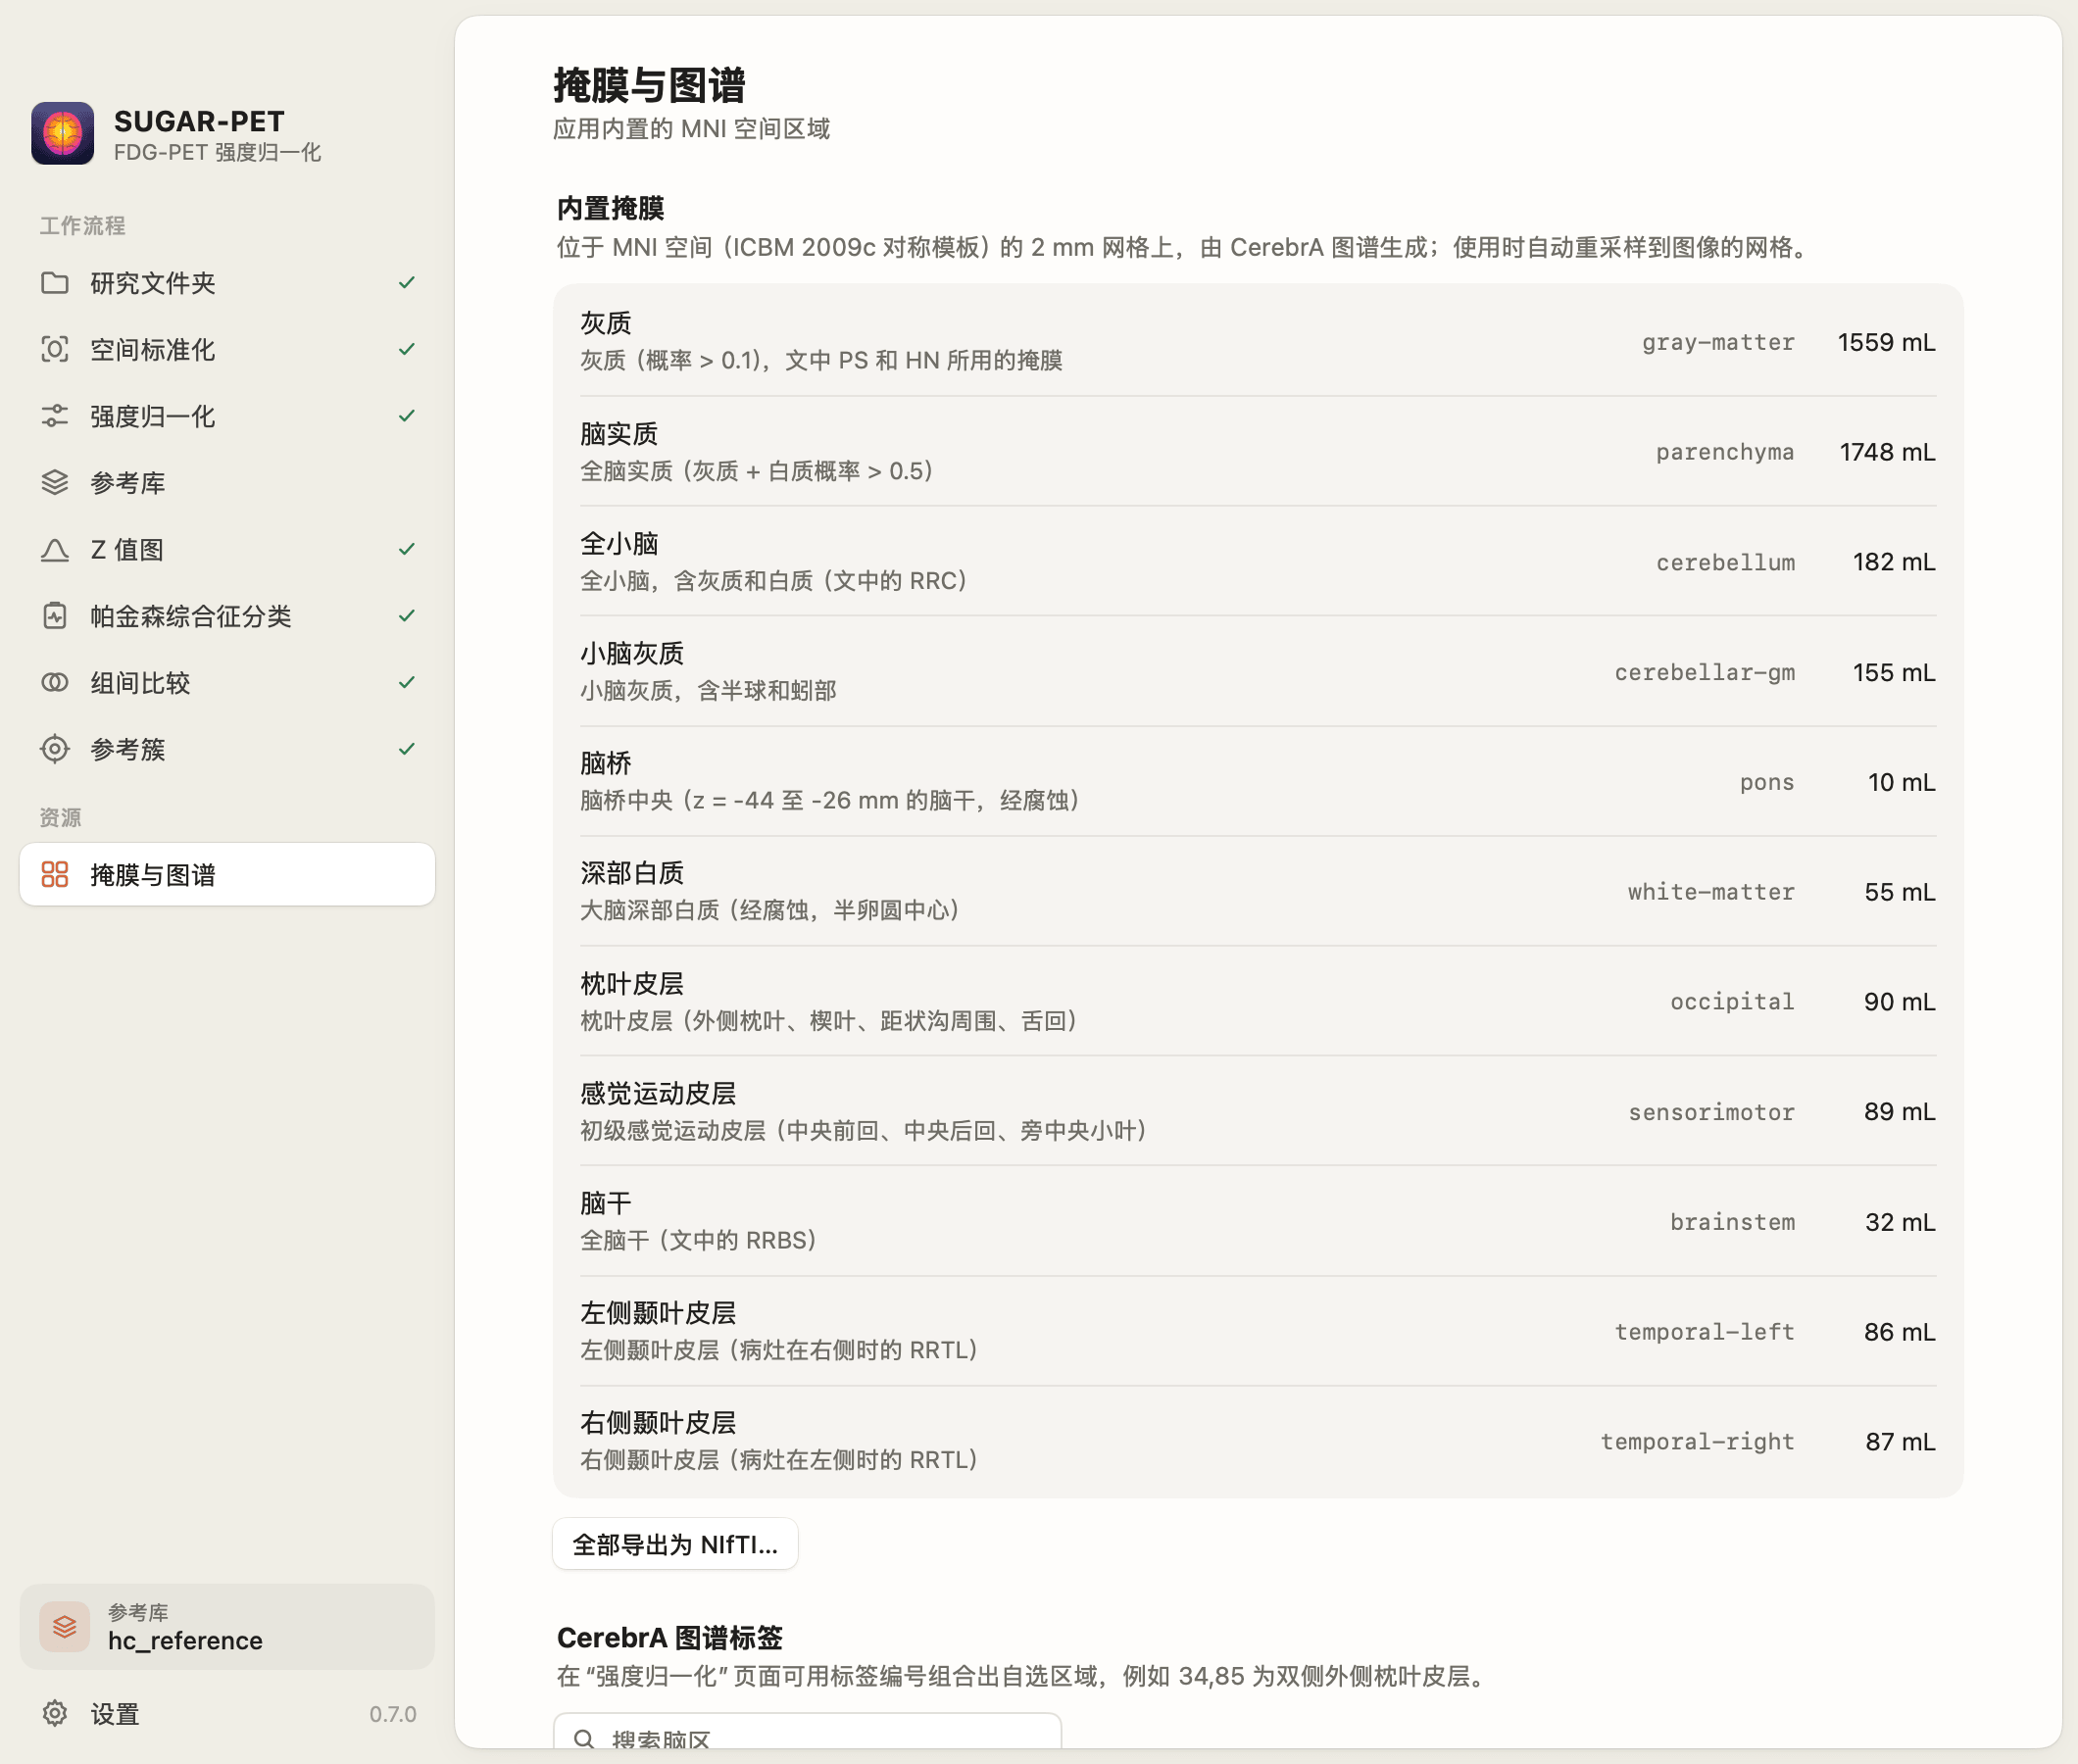 SUGAR-PET
FDG-PET 强度归一化
工作流程
研究文件夹
空间标准化
强度归一化
参考库
Z 值图
帕金森综合征分类
组间比较
参考簇
资源
掩膜与图谱
参考库
hc_reference
设置
0.7.0
掩膜与图谱
应用内置的 MNI 空间区域
内置掩膜
位于 MNI 空间（ICBM 2009c 对称模板）的 2 mm 网格上，由 CerebrA 图谱生成；使用时自动重采样到图像的网格。
灰质
灰质（概率 > 0.1），文中 PS 和 HN 所用的掩膜
gray-matter 1559 mL
脑实质
全脑实质（灰质 + 白质概率 > 0.5）
parenchyma 1748 mL
全小脑
全小脑，含灰质和白质（文中的 RRC）
cerebellum 182 mL
小脑灰质
小脑灰质，含半球和蚓部
cerebellar-gm 155 mL
脑桥
脑桥中央（z = -44 至 -26 mm 的脑干，经腐蚀）
pons 10 mL
深部白质
大脑深部白质（经腐蚀，半卵圆中心）
white-matter 55 mL
枕叶皮层
枕叶皮层（外侧枕叶、楔叶、距状沟周围、舌回）
occipital 90 mL
感觉运动皮层
初级感觉运动皮层（中央前回、中央后回、旁中央小叶）
sensorimotor 89 mL
脑干
全脑干（文中的 RRBS）
brainstem 32 mL
左侧颞叶皮层
左侧颞叶皮层（病灶在右侧时的 RRTL）
temporal-left 86 mL
右侧颞叶皮层
右侧颞叶皮层（病灶在左侧时的 RRTL）
temporal-right 87 mL
全部导出为 NIfTI...
CerebrA 图谱标签
在“强度归一化”页面可用标签编号组合出自选区域，例如 34,85 为双侧外侧枕叶皮层。
搜索脑区